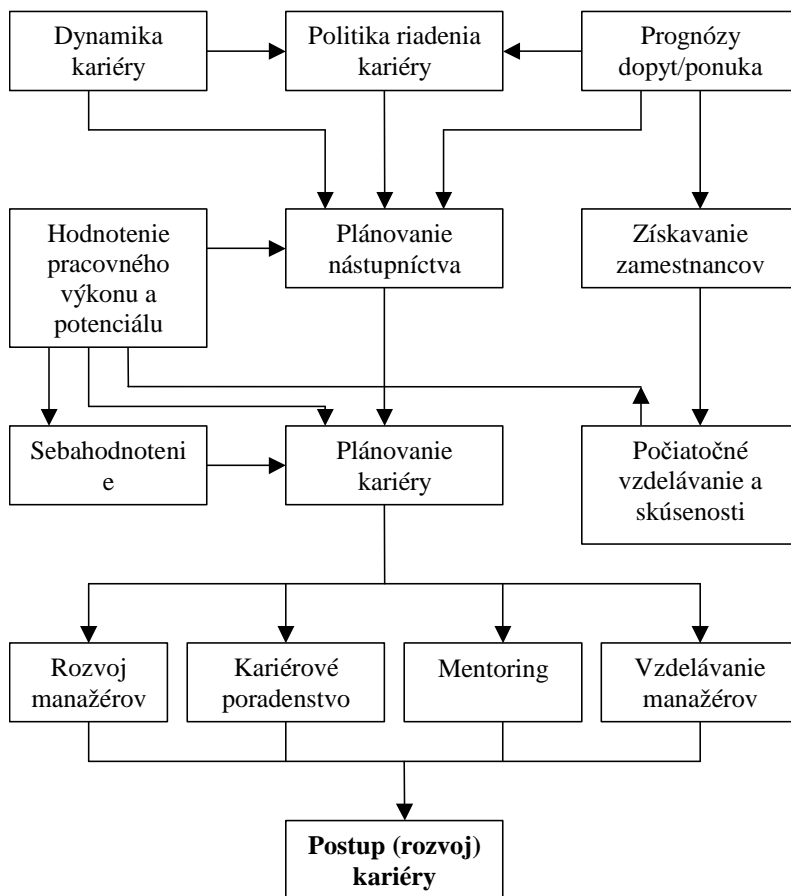 Dynamika
kariéry
Politika riadenia
kariéry
Prognózy
dopyt/ponuka
Hodnotenie
pracovného
výkonu a
potenciálu
Plánovanie
nástupníctva
Získavanie
zamestnancov
Sebahodnoteni
e
Plánovanie
kariéry
Počiatočné
vzdelávanie a
skúsenosti
Rozvoj
manažérov
Kariérové
poradenstvo
Mentoring
Vzdelávanie
manažérov
Postup (rozvoj)
kariéry